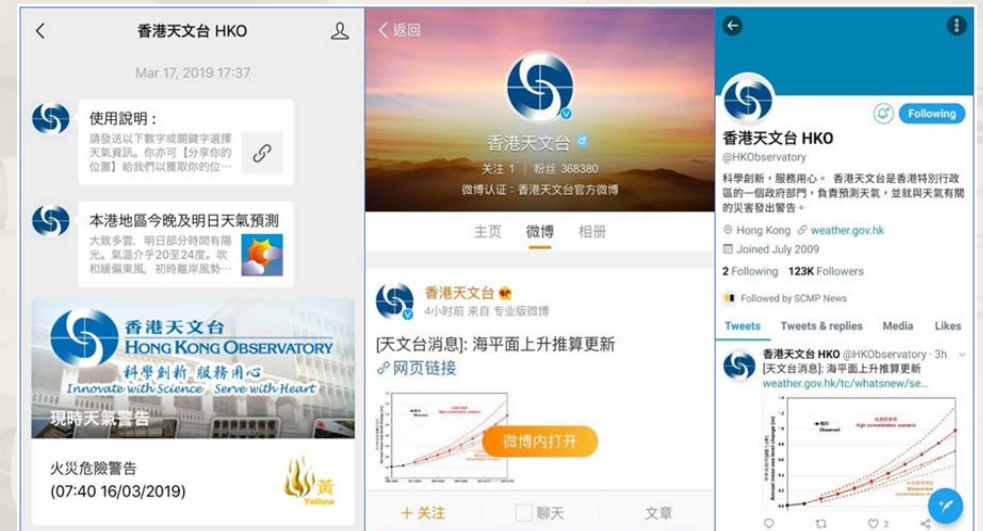 香港天文台 HKO
Mar 17, 2019 17:37
使用說明：
請發送以下數字或關鍵字選擇
天氣資訊。你亦可【分享你的
位置】給我們以獲取你的位…
本港地區今晚及明日天氣預測
大致多雲，明日部分時間有陽
光。氣溫介乎20至24度。吹
和緩偏東風，初時離岸風勢…
香港天文台
HONG KONG OBSERVATORY
科學創新 服務用心
Innovate with Science Serve with Heart
現時天氣警告
火災危險警告
(07:40 16/03/2019)
黃
Yellow
返回
香港天文台
关注 1 | 粉丝 368380
微博认证：香港天文台官方微博
主页 微博 相册
香港天文台
4小时前 来自 专业版微博
[天文台消息]: 海平面上升推算更新
网页链接
High concentration scenario
微博内打开
+ 关注 聊天 文章
Following
香港天文台 HKO
@HKObservatory
科學創新，服務用心。 香港天文台是香港特別行政
區的一個政府部門，負責預測天氣，並就與天氣有關
的災害發出警告。
Hong Kong weather.gov.hk
Joined July 2009
2 Following 123K Followers
Followed by SCMP News
Tweets Tweets & replies Media Likes
香港天文台 HKO @HKObservatory · 3h
[天文台消息]: 海平面上升推算更新
weather.gov.hk/tc/whatsnew/se...
Observed
High concentration scenario
Annual mean sea level change (m)
2